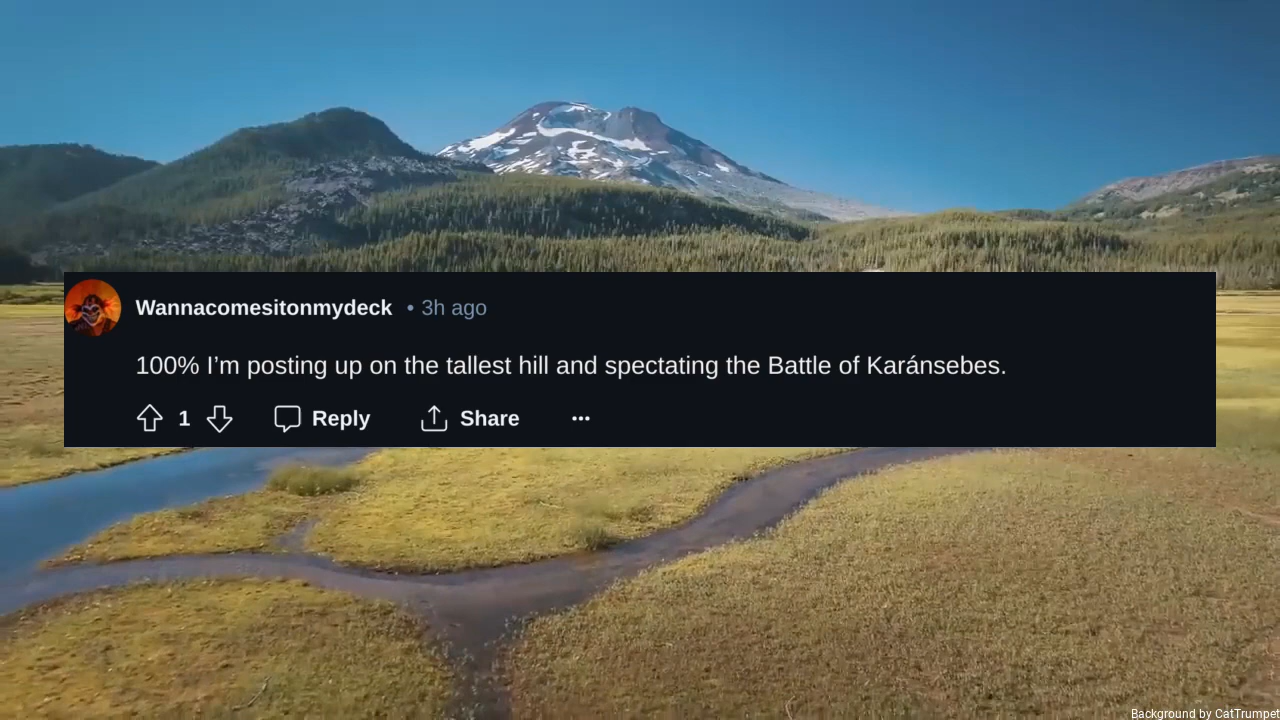 Wannacomesitonmydeck • 3h ago
100% I’m posting up on the tallest hill and spectating the Battle of Karánsebes.
1 Reply Share •••
Background by CatTrumpet